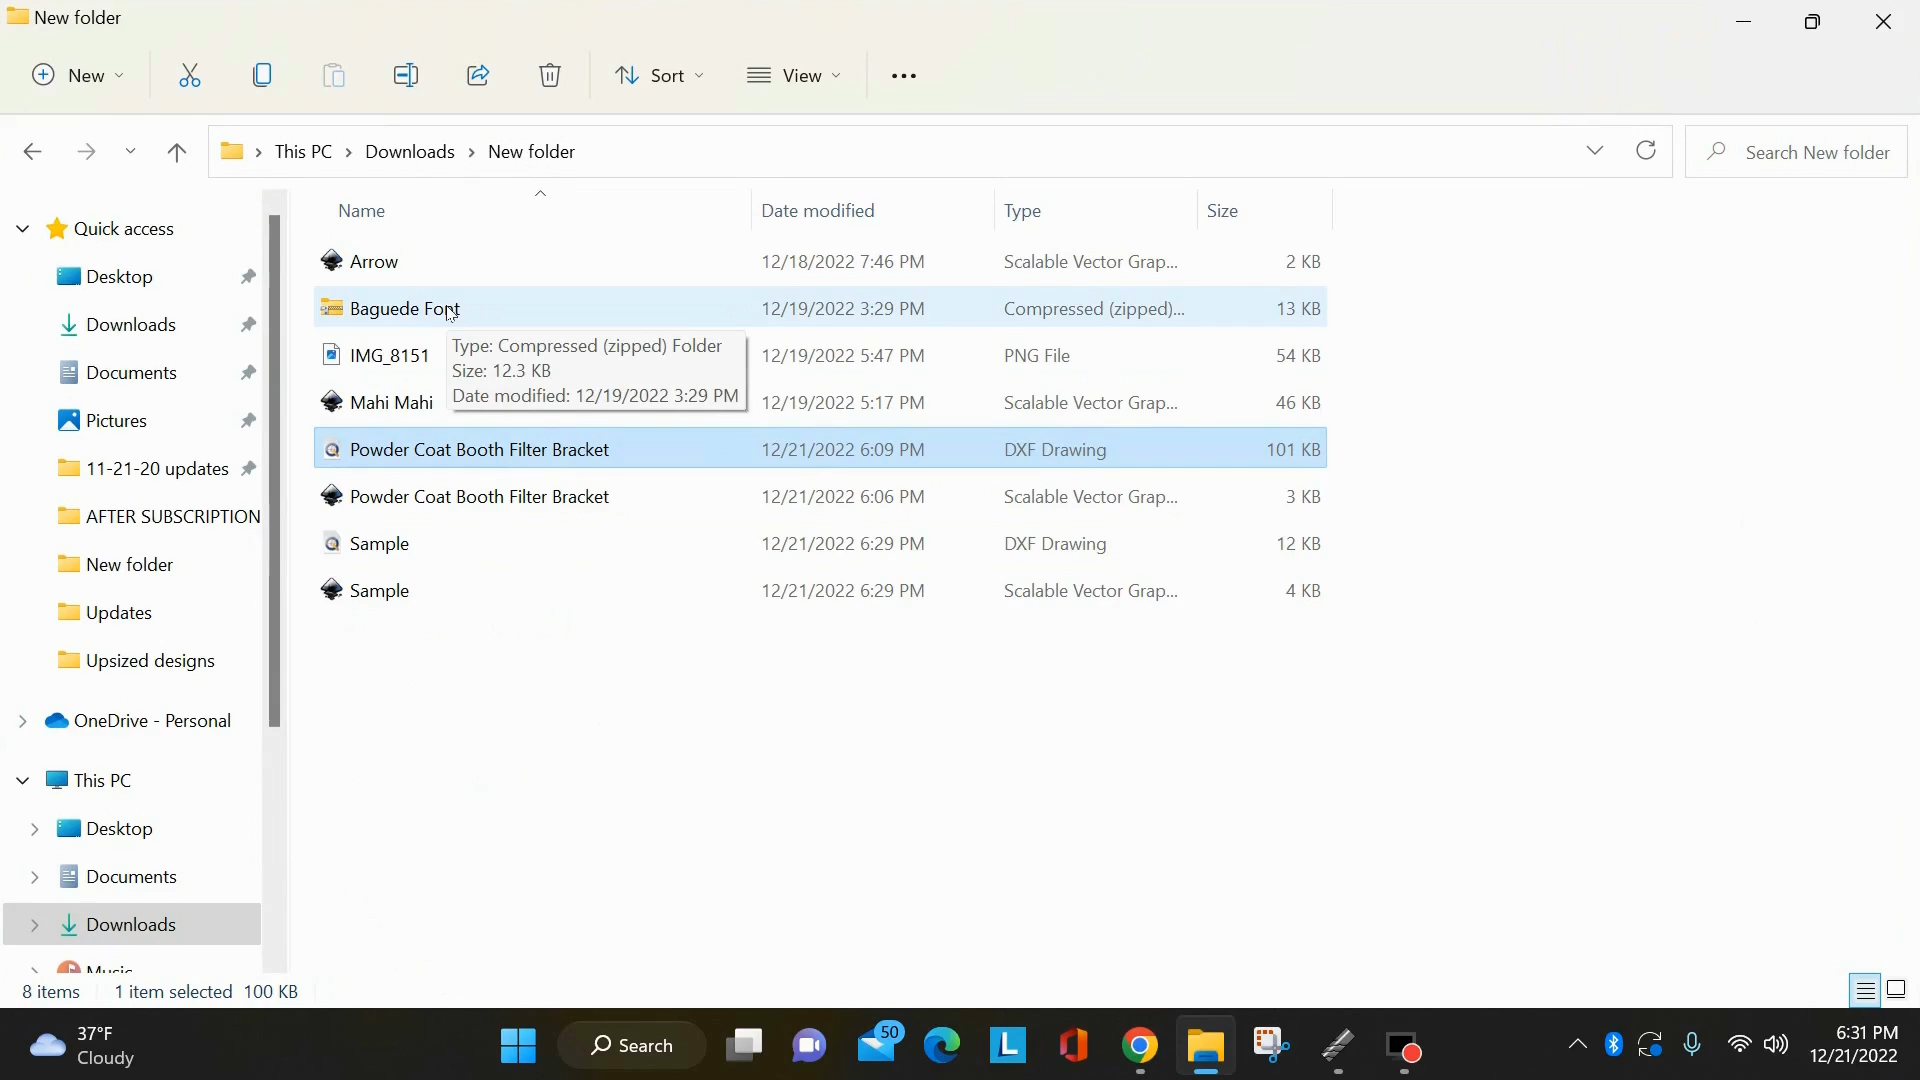 New folder
New
Sort
View
This PC
Downloads
New folder
Search New folder
Name
Date modified
Type
Size
Quick access
Desktop
Downloads
Documents
Pictures
11-21-20 updates
AFTER SUBSCRIPTION
New folder
Updates
Upsized designs
OneDrive - Personal
This PC
Desktop
Documents
Downloads
Music
Arrow 12/18/2022 7:46 PM Scalable Vector Grap... 2 KB
Baguede Font 12/19/2022 3:29 PM Compressed (zipped)... 13 KB
IMG_8151 12/19/2022 5:47 PM PNG File 54 KB
Mahi Mahi 12/19/2022 5:17 PM Scalable Vector Grap... 46 KB
Powder Coat Booth Filter Bracket 12/21/2022 6:09 PM DXF Drawing 101 KB
Powder Coat Booth Filter Bracket 12/21/2022 6:06 PM Scalable Vector Grap... 3 KB
Sample 12/21/2022 6:29 PM DXF Drawing 12 KB
Sample 12/21/2022 6:29 PM Scalable Vector Grap... 4 KB
Type: Compressed (zipped) Folder
Size: 12.3 KB
Date modified: 12/19/2022 3:29 PM
8 items 1 item selected 100 KB
37°F
Cloudy
Search
50
L
6:31 PM
12/21/2022